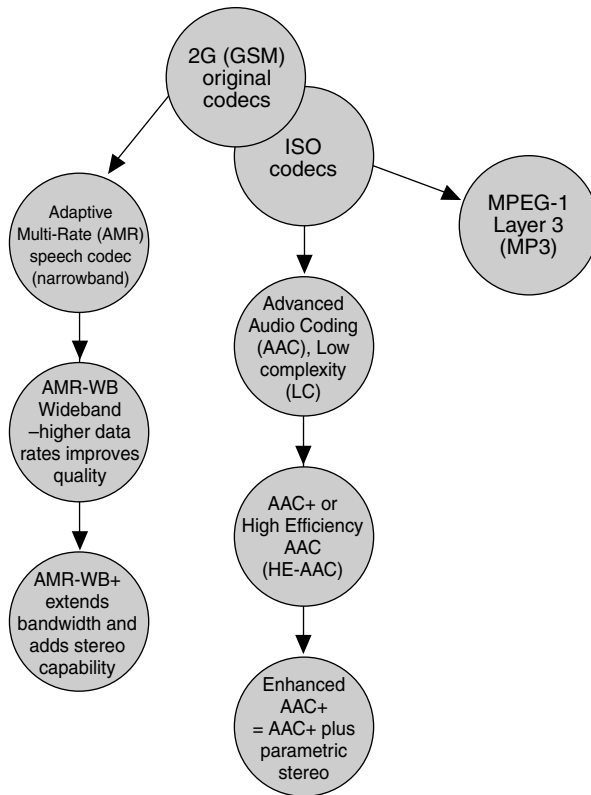 2G (GSM)
original
codecs
ISO
codecs
MPEG-1
Layer 3
(MP3)
Adaptive
Multi-Rate (AMR)
speech codec
(narrowband)
Advanced
Audio Coding
(AAC), Low
complexity
(LC)
AMR-WB
Wideband
–higher data
rates improves
quality
AAC+ or
High Efficiency
AAC
(HE-AAC)
AMR-WB+
extends
bandwidth and
adds stereo
capability
Enhanced
AAC+
= AAC+ plus
parametric
stereo